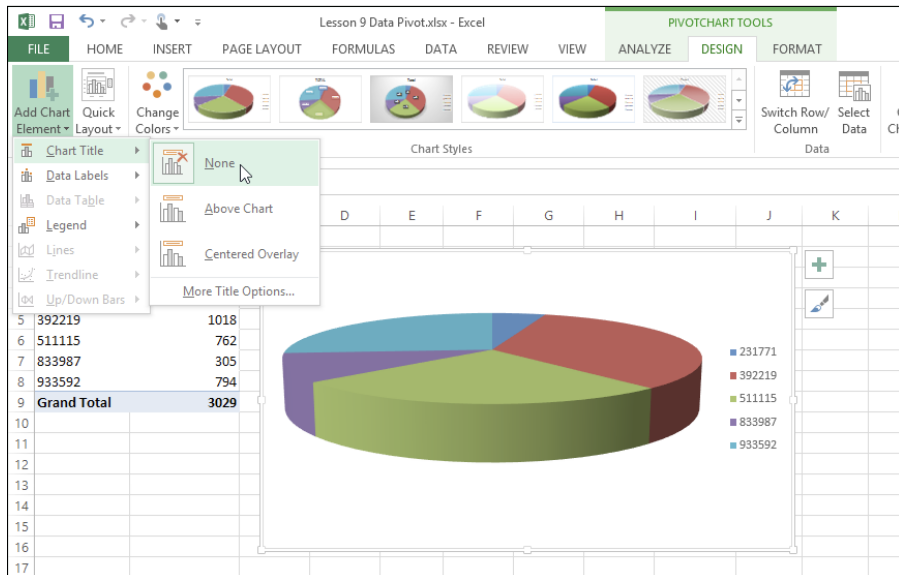 Lesson 9 Data Pivot.xlsx - Excel
PIVOTCHART TOOLS
FILE HOME INSERT PAGE LAYOUT FORMULAS DATA REVIEW VIEW ANALYZE DESIGN FORMAT
Add Chart Element
Quick Layout
Change Colors
Switch Row/ Column
Select Data
Chart Styles
Data
Chart Title
Data Labels
Data Table
Legend
Lines
Trendline
Up/Down Bars
None
Above Chart
Centered Overlay
More Title Options...
D E F G H I J K
5 392219 1018
6 511115 762
7 833987 305
8 933592 794
9 Grand Total 3029
10
11
12
13
14
15
16
17
231771
392219
511115
833987
933592